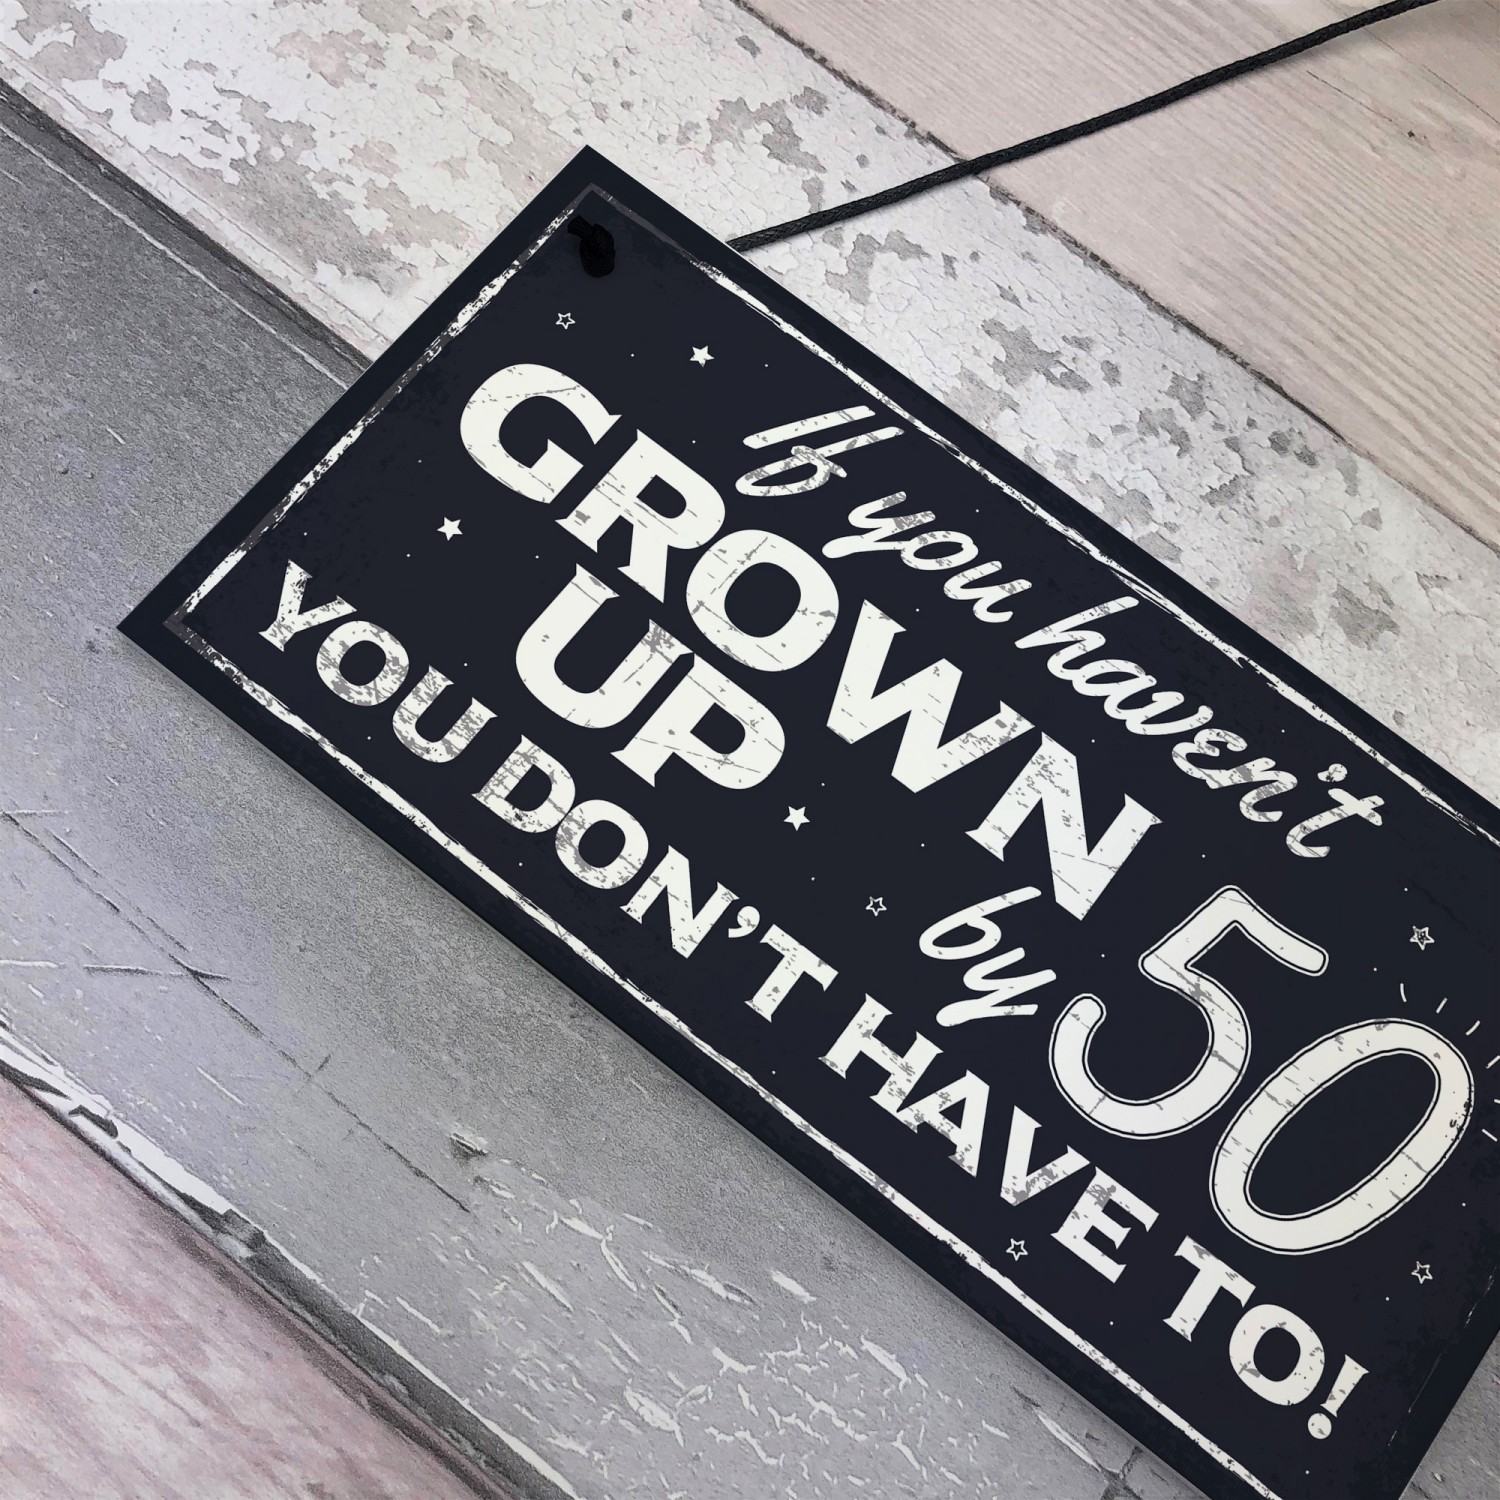 If you haven't
GROWN
UP by 50
YOU DON'T HAVE TO!